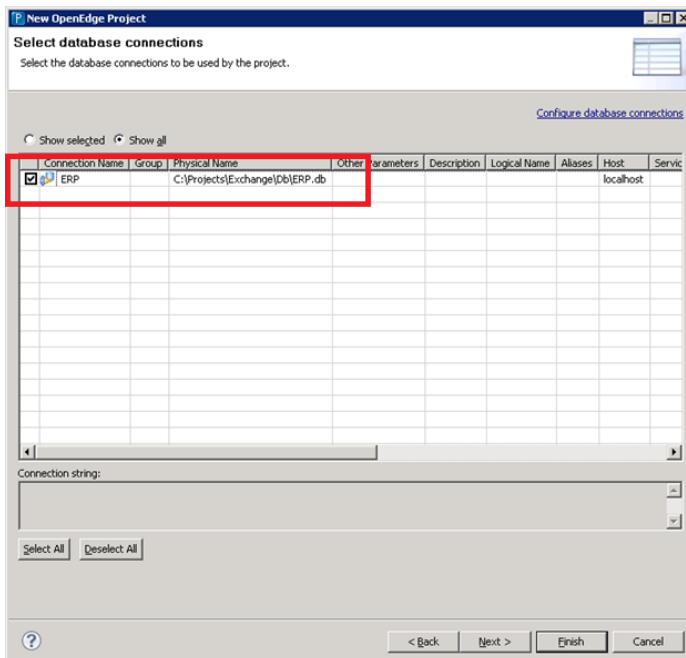 New OpenEdge Project
Select database connections
Select the database connections to be used by the project.
Configure database connections
Show selected Show all
Connection Name Group Physical Name Other Parameters Description Logical Name Aliases Host Servic
ERP C:\Projects\Exchange\Db\ERP.db localhost
Connection string:
Select All Deselect All
? < Back Next > Finish Cancel